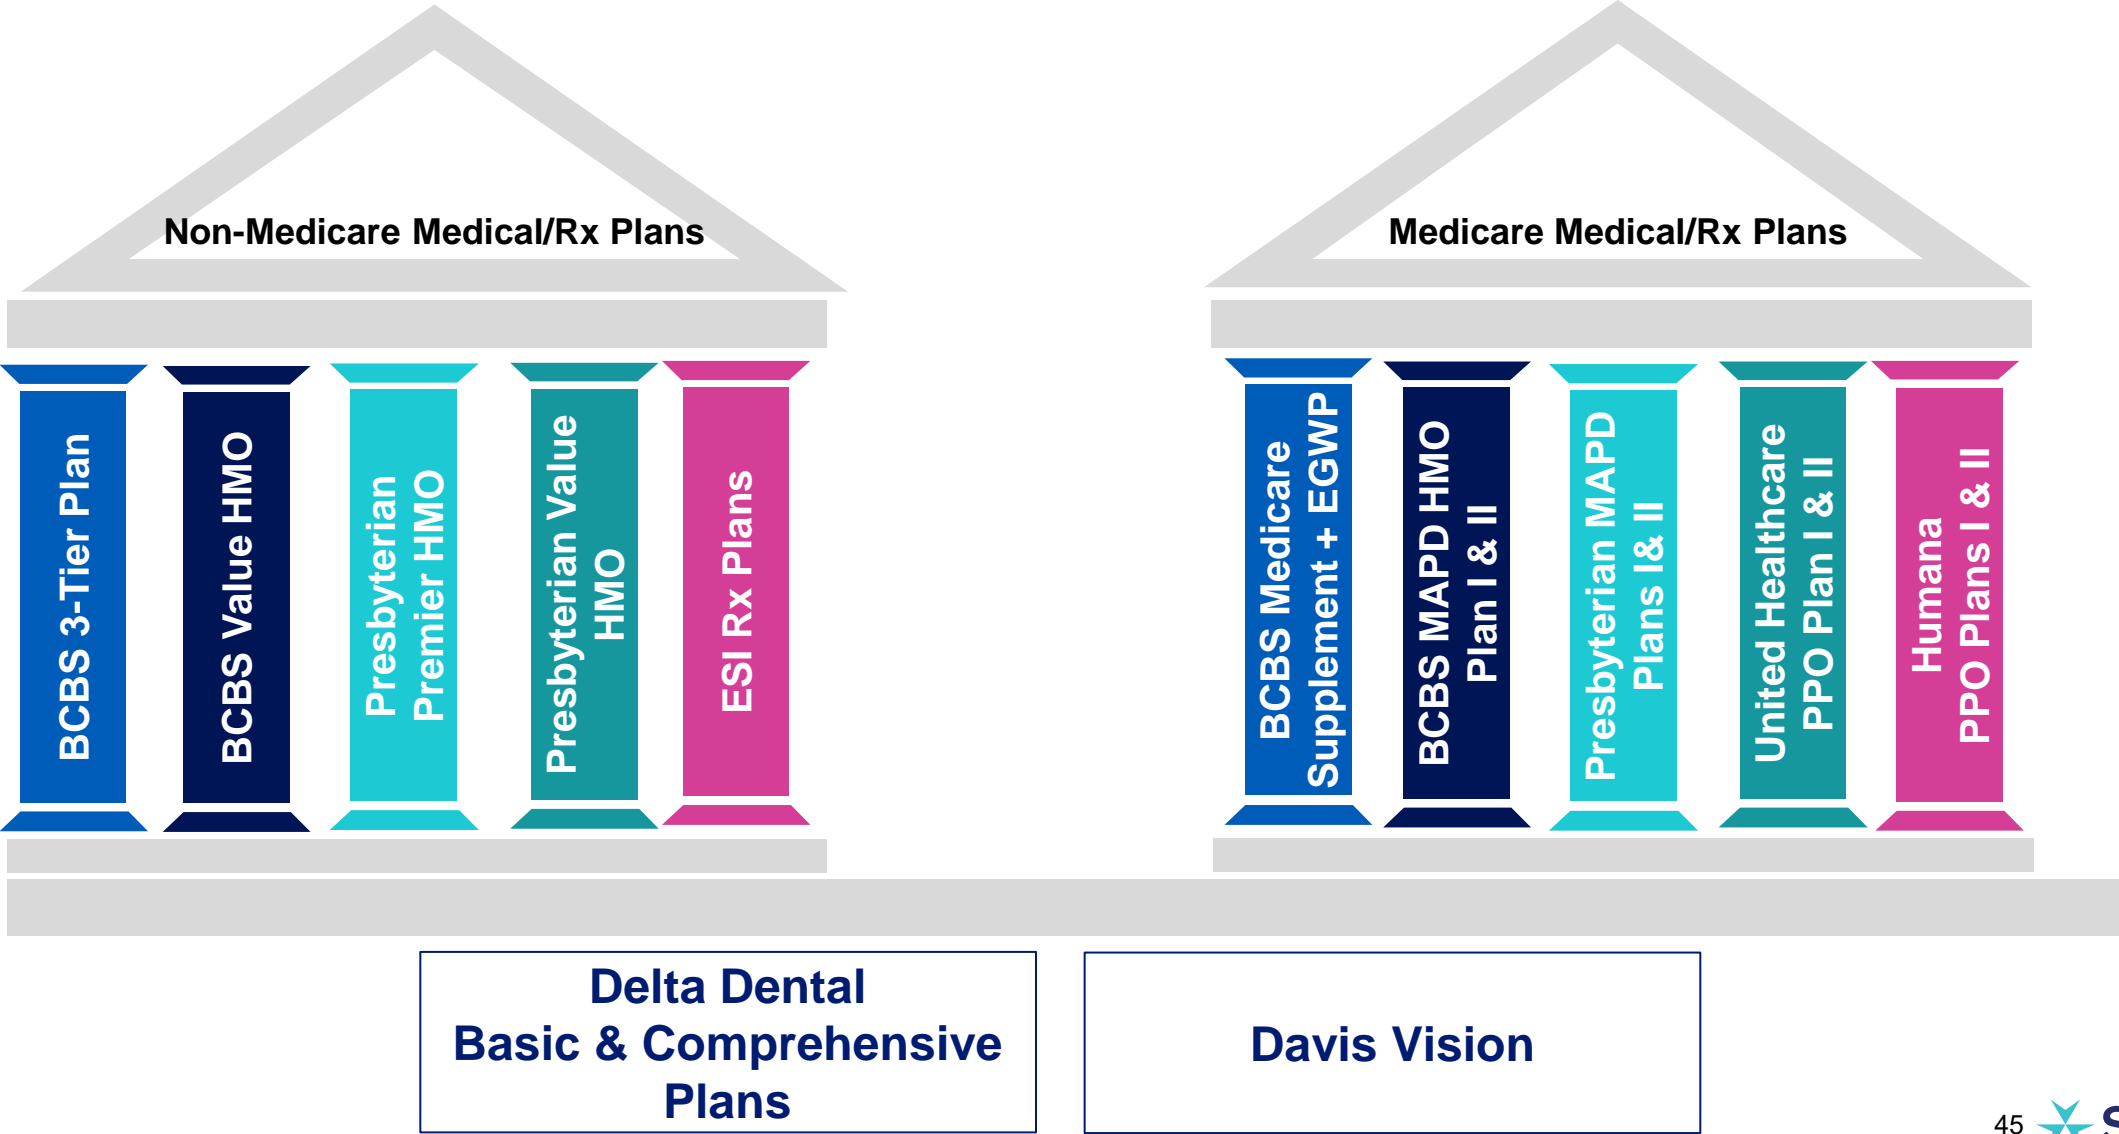 Non-Medicare Medical/Rx Plans
BCBS 3-Tier Plan
BCBS Value HMO
Presbyterian
Premier HMO
Presbyterian Value
HMO
ESI Rx Plans
Medicare Medical/Rx Plans
BCBS Medicare
Supplement + EGWP
BCBS MAPD HMO
Plan I & II
Presbyterian MAPD
Plans I& II
United Healthcare
PPO Plan I & II
Humana
PPO Plans I & II
Delta Dental
Basic & Comprehensive
Plans
Davis Vision
45